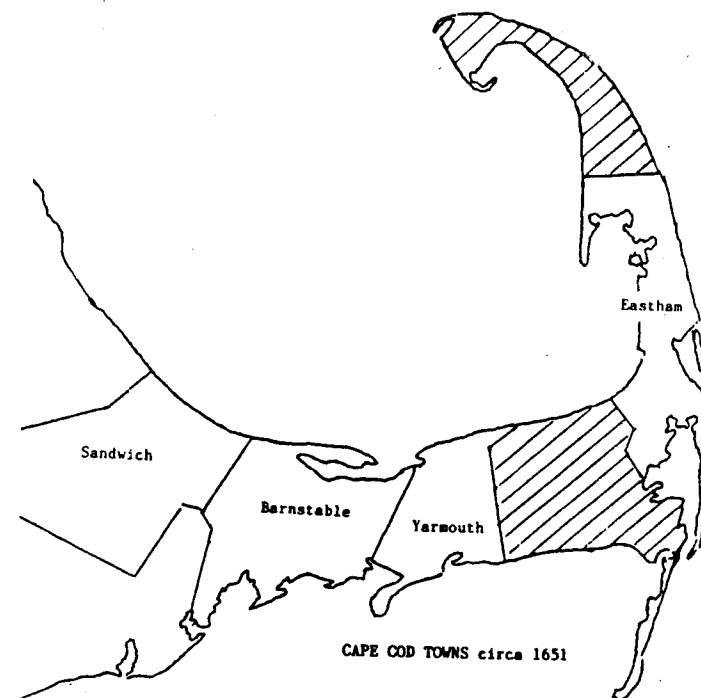 Eastham
Sandwich
Barnstable
Yarmouth
CAPE COD TOWNS circa 1651